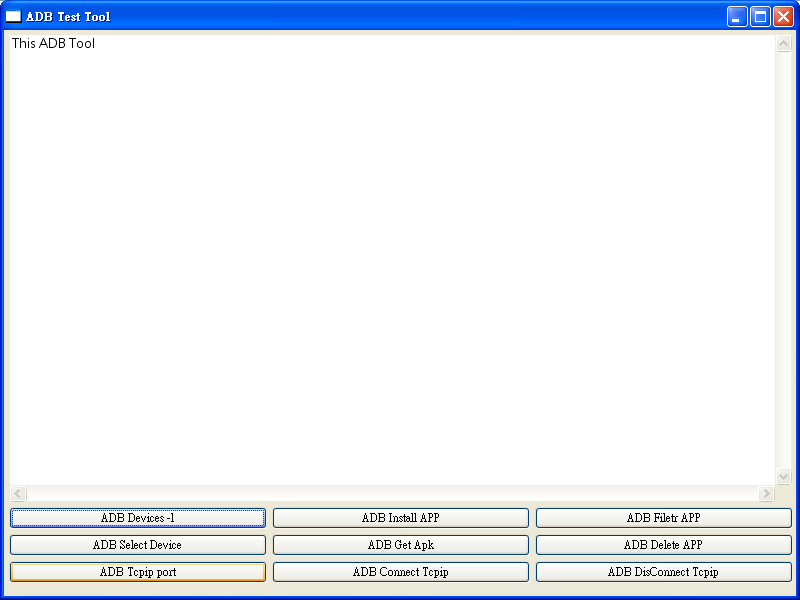 ADB Test Tool
This ADB Tool
ADB Devices -l
ADB Install APP
ADB Filetr APP
ADB Select Device
ADB Get Apk
ADB Delete APP
ADB Tcpip port
ADB Connect Tcpip
ADB DisConnect Tcpip